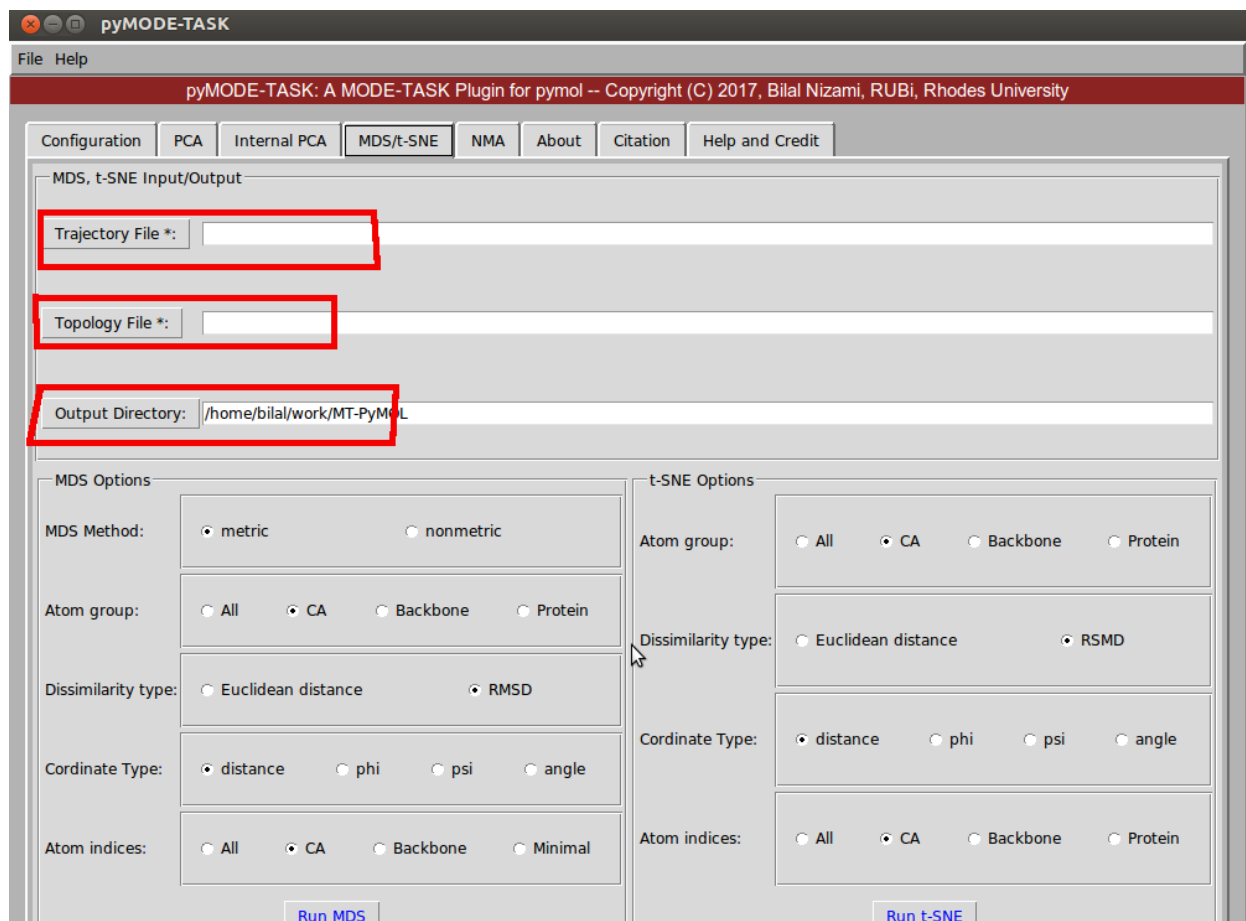 pyMODE-TASK
File Help
pyMODE-TASK: A MODE-TASK Plugin for pymol -- Copyright (C) 2017, Bilal Nizami, RUBi, Rhodes University
Configuration PCA Internal PCA MDS/t-SNE NMA About Citation Help and Credit
MDS, t-SNE Input/Output
Trajectory File *:
Topology File *:
Output Directory: /home/bilal/work/MT-PyMOL
MDS Options
MDS Method: metric nonmetric
Atom group: All CA Backbone Protein
Dissimilarity type: Euclidean distance RMSD
Cordinate Type: distance phi psi angle
Atom indices: All CA Backbone Minimal
Run MDS
t-SNE Options
Atom group: All CA Backbone Protein
Dissimilarity type: Euclidean distance RSMD
Cordinate Type: distance phi psi angle
Atom indices: All CA Backbone Protein
Run t-SNE